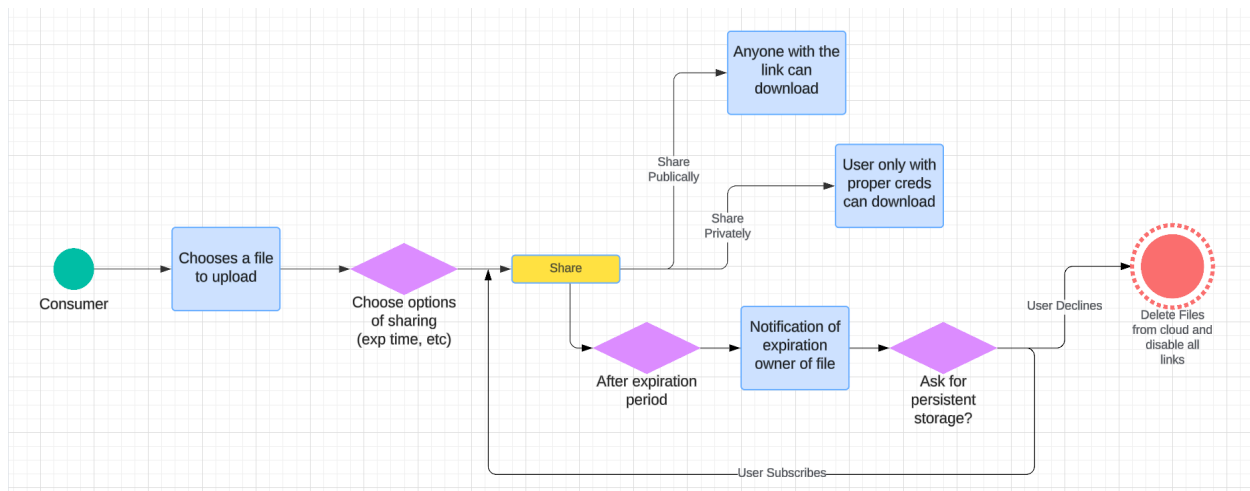 Anyone with the
link can
download
Share
Publically
User only with
proper creds
can download
Share
Privately
Chooses a file
to upload
Consumer
Choose options
of sharing
(exp time, etc)
Share
User Declines
Delete Files
from cloud and
disable all
links
Notification of
expiration
owner of file
After expiration
period
Ask for
persistent
storage?
User Subscribes